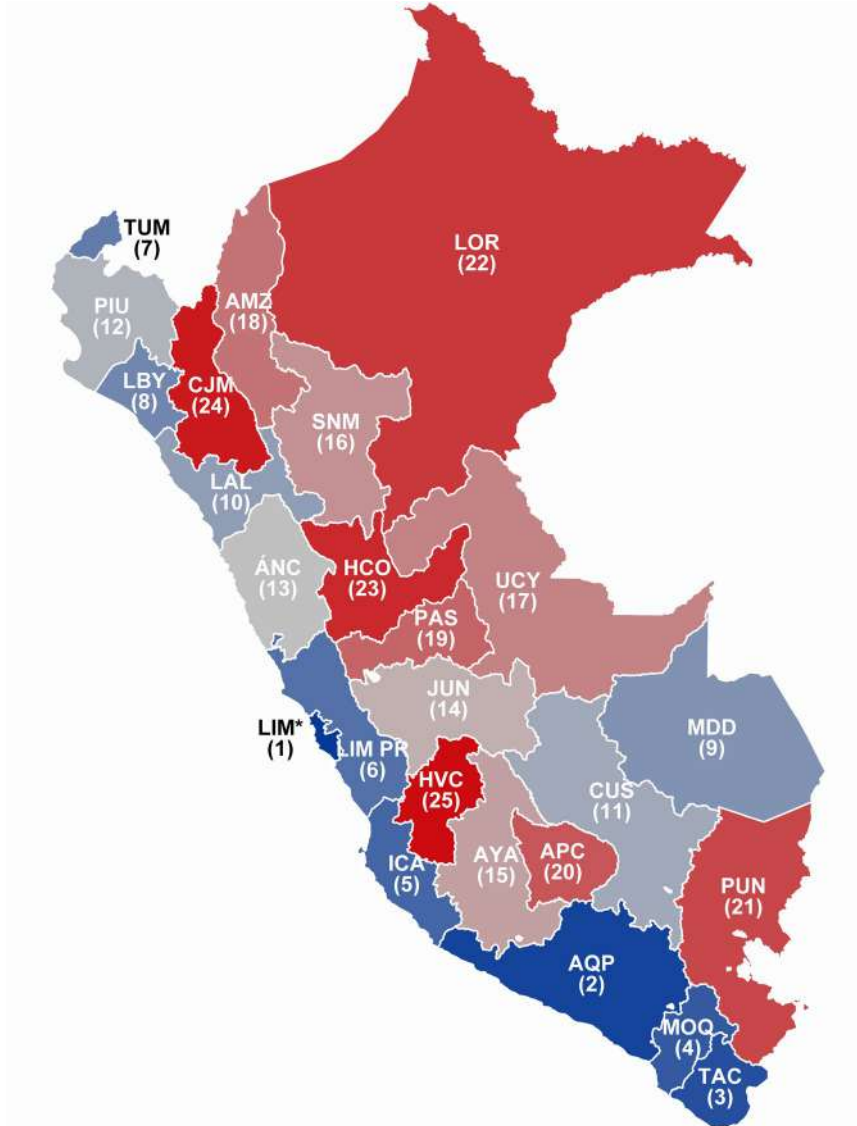 TUM
(7)
LOR
(22)
PIU
(12)
AMZ
(18)
LBY
(8)
CJM
(24)
SNM
(16)
LAL
(10)
ÁNC
(13)
HCO
(23)
UCY
(17)
PAS
(19)
JUN
(14)
LIM*
(1)
LIM PR
(6)
MDD
(9)
HVC
(25)
CUS
(11)
ICA
(5)
AYA
(15)
APC
(20)
PUN
(21)
AQP
(2)
MOQ
(4)
TAC
(3)